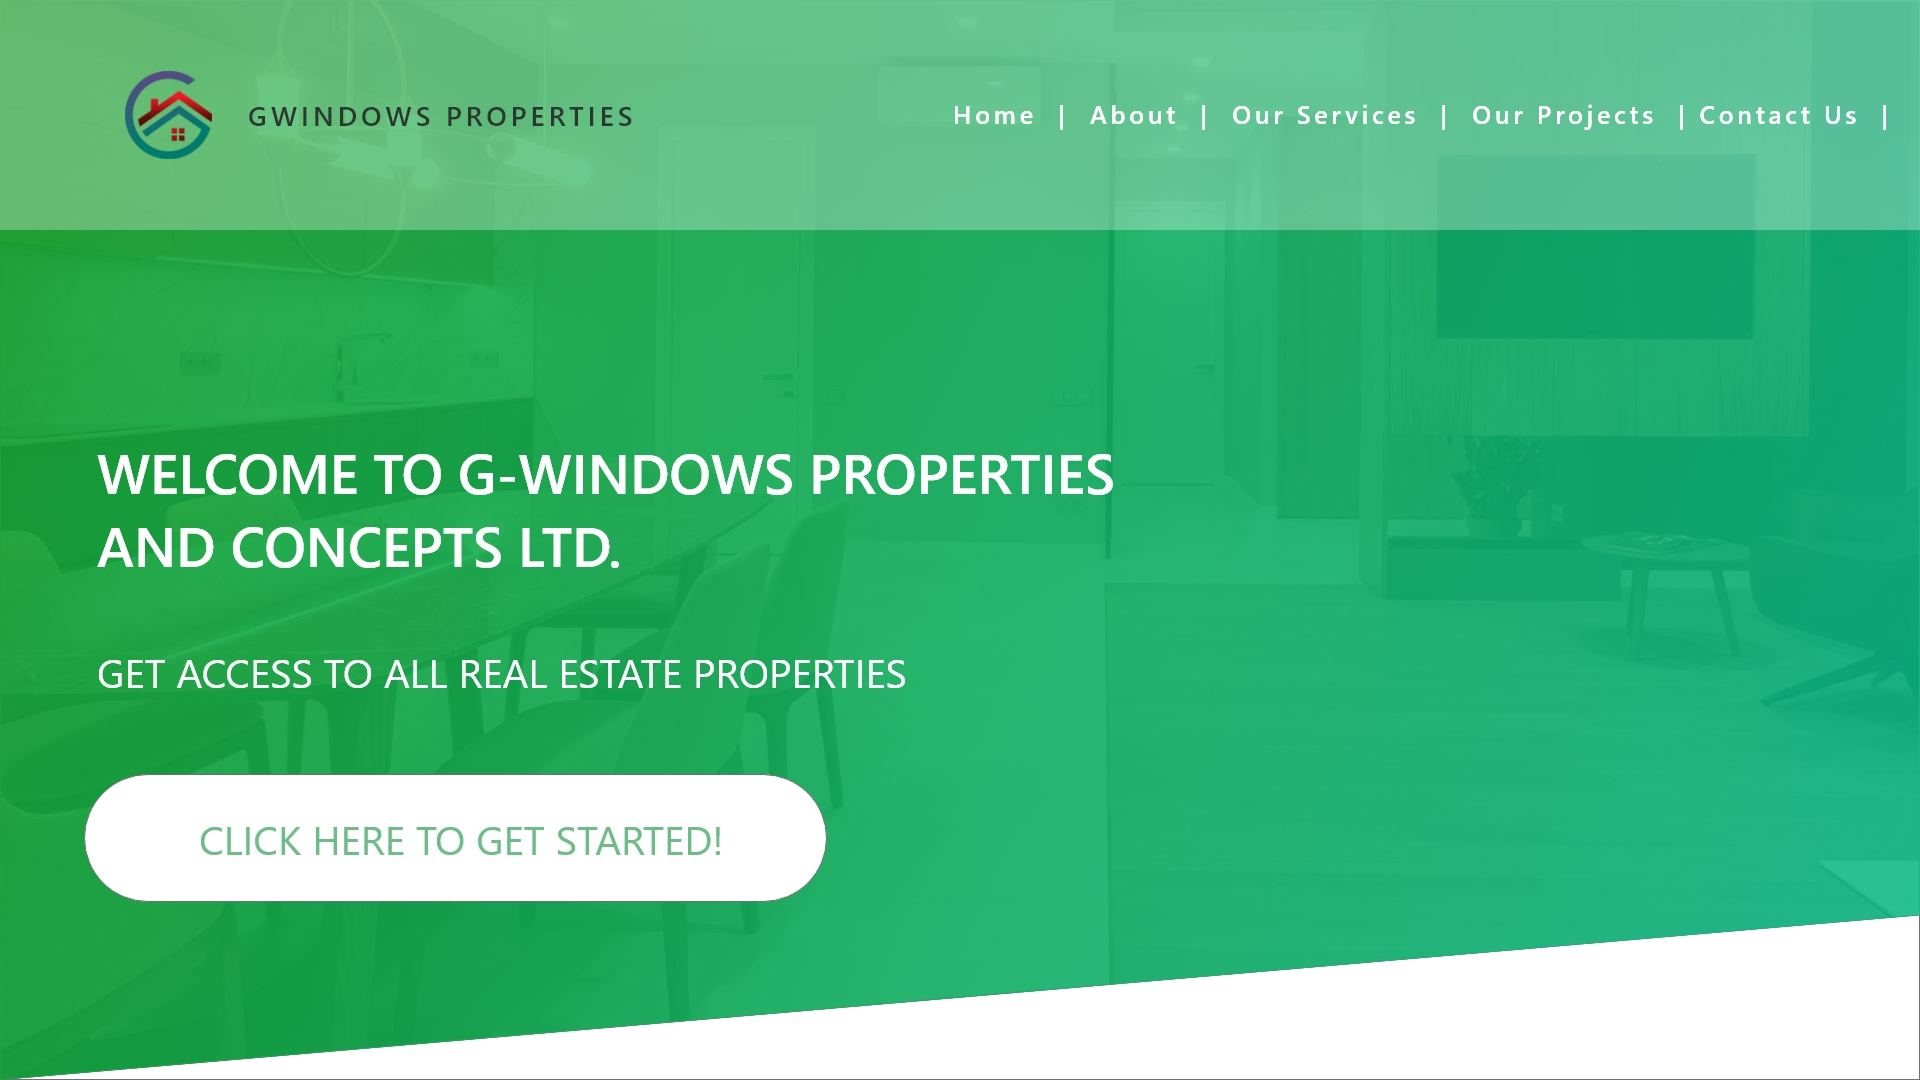 GWINDOWS PROPERTIES
Home | About | Our Services | Our Projects | Contact Us |
WELCOME TO G-WINDOWS PROPERTIES
AND CONCEPTS LTD.
GET ACCESS TO ALL REAL ESTATE PROPERTIES
CLICK HERE TO GET STARTED!